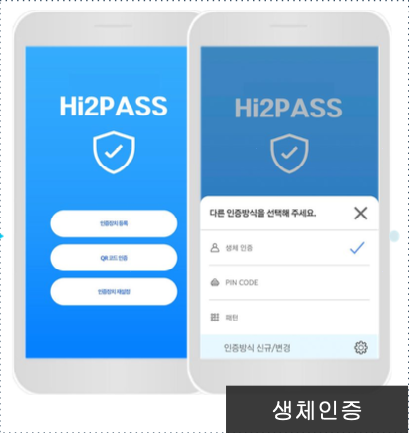 Hi2PASS
인증장치 등록
QR 코드 인증
인증장치 재설정
Hi2PASS
다른 인증방식을 선택해 주세요.
생체 인증
PIN CODE
패턴
인증방식 신규/변경
생체인증